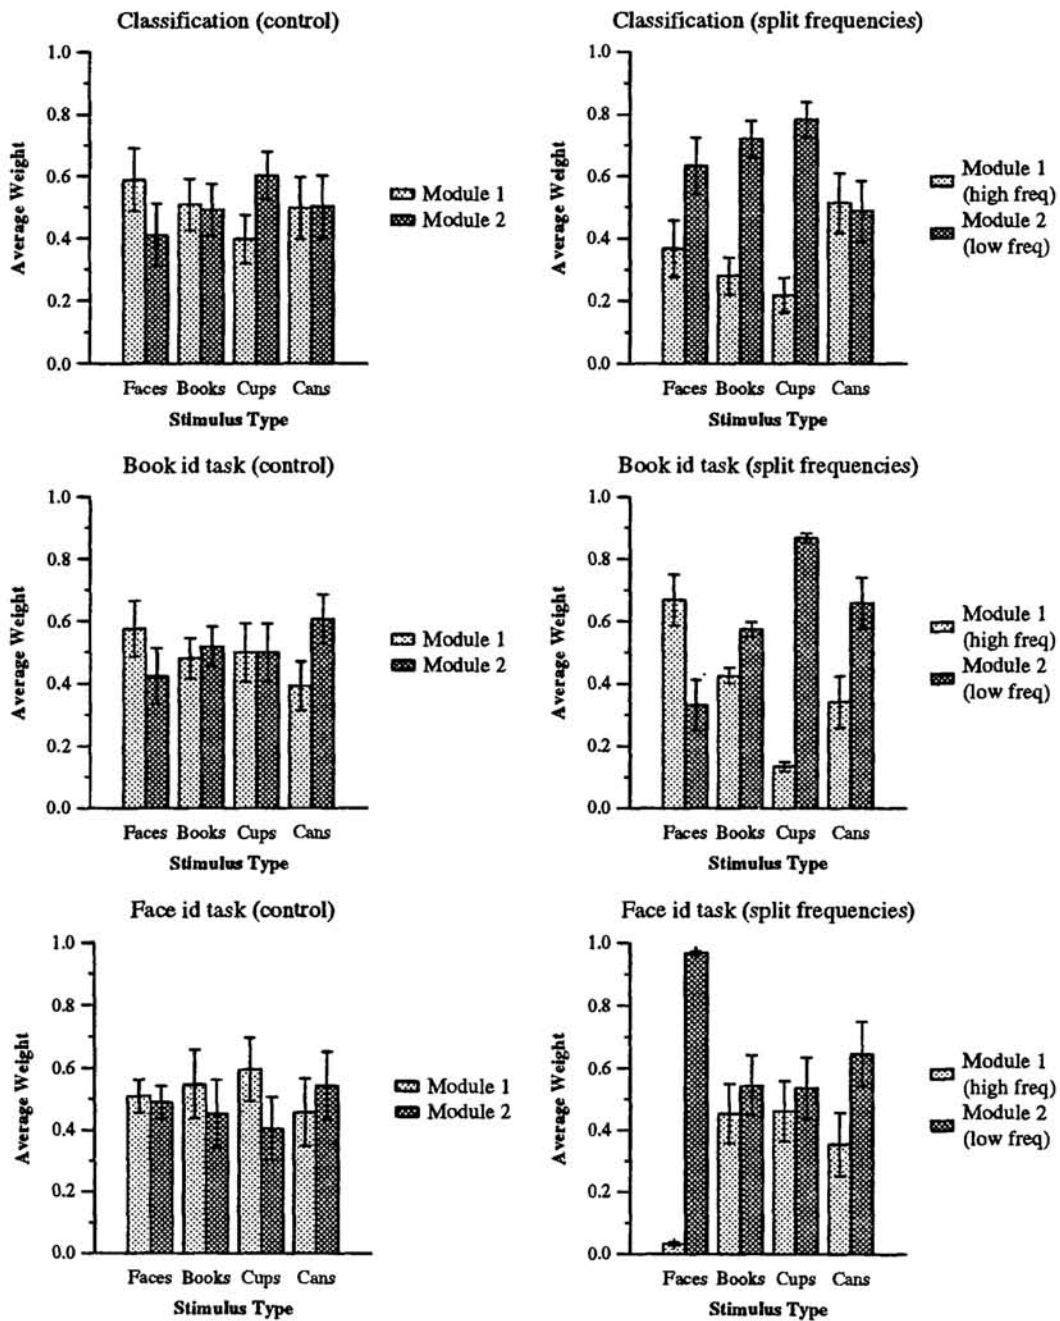 Classification (control)
1.0
0.8
0.6
0.4
0.2
0.0
Average Weight
Faces Books Cups Cans
Stimulus Type
Module 1
Module 2
Classification (split frequencies)
1.0
0.8
0.6
0.4
0.2
0.0
Average Weight
Faces Books Cups Cans
Stimulus Type
Module 1
(high freq)
Module 2
(low freq)
Book id task (control)
1.0
0.8
0.6
0.4
0.2
0.0
Average Weight
Faces Books Cups Cans
Stimulus Type
Module 1
Module 2
Book id task (split frequencies)
1.0
0.8
0.6
0.4
0.2
0.0
Average Weight
Faces Books Cups Cans
Stimulus Type
Module 1
(high freq)
Module 2
(low freq)
Face id task (control)
1.0
0.8
0.6
0.4
0.2
0.0
Average Weight
Faces Books Cups Cans
Stimulus Type
Module 1
Module 2
Face id task (split frequencies)
1.0
0.8
0.6
0.4
0.2
0.0
Average Weight
Faces Books Cups Cans
Stimulus Type
Module 1
(high freq)
Module 2
(low freq)